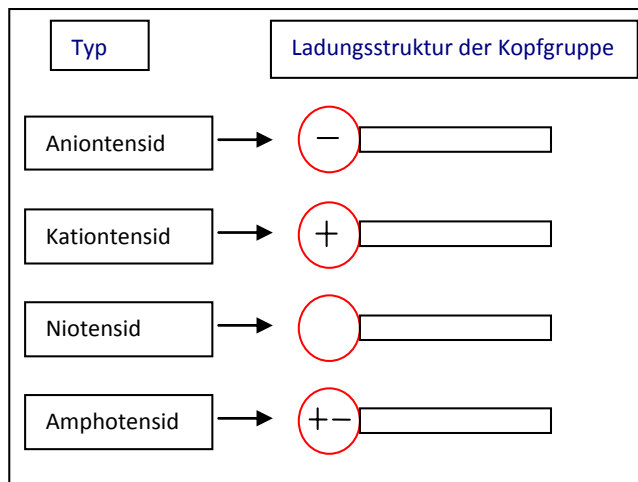 Typ
Ladungsstruktur der Kopfgruppe
Aniontensid
−
Kationtensid
+
Niotensid
Amphotensid
+ −